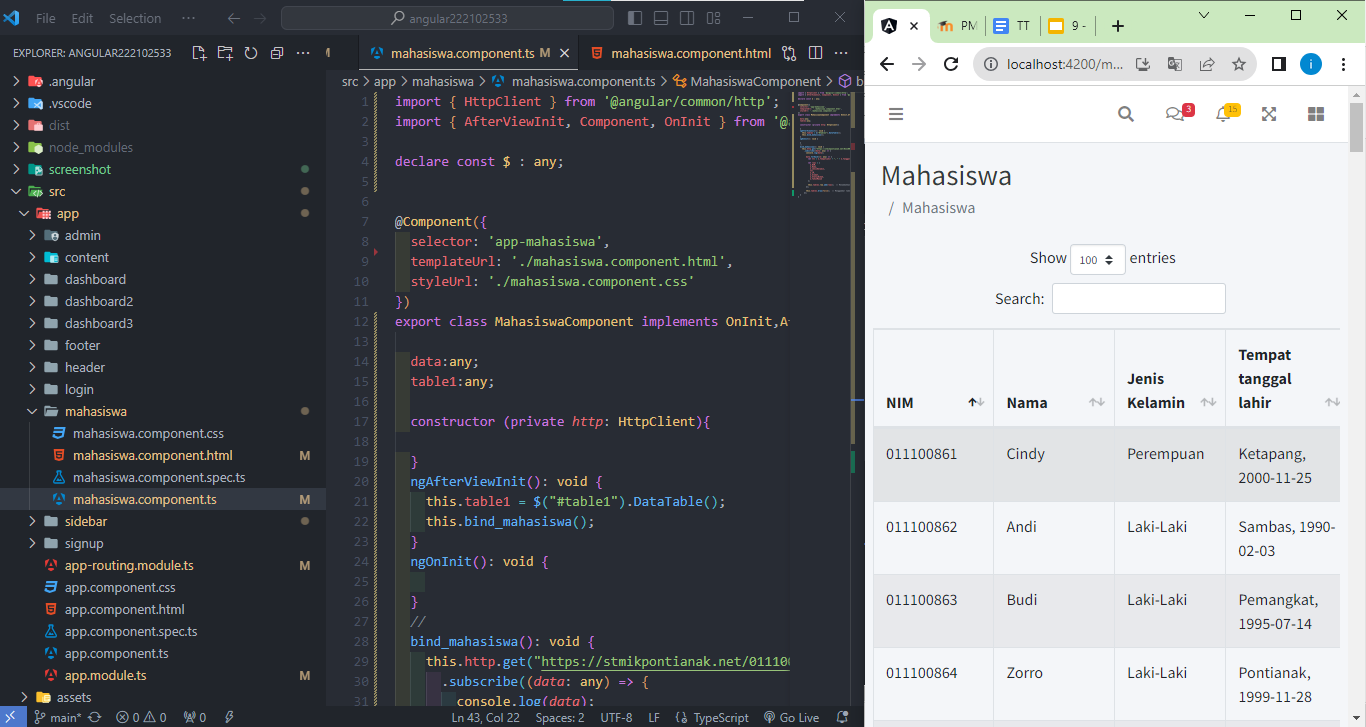 File Edit Selection ··· angular222102533
EXPLORER: ANGULAR222102533
.angular
.vscode
dist
node_modules
screenshot
src
app
admin
content
dashboard
dashboard2
dashboard3
footer
header
login
mahasiswa
mahasiswa.component.css
mahasiswa.component.html M
mahasiswa.component.spec.ts
mahasiswa.component.ts M
sidebar
signup
app-routing.module.ts M
app.component.css
app.component.html
app.component.spec.ts
app.component.ts
app.module.ts M
assets
M mahasiswa.component.ts M mahasiswa.component.html
src > app > mahasiswa > mahasiswa.component.ts > MahasiswaComponent > b
1 import { HttpClient } from '@angular/common/http';
2 import { AfterViewInit, Component, OnInit } from '@
3
4 declare const $ : any;
5
6
7 @Component({
8 selector: 'app-mahasiswa',
9 templateUrl: './mahasiswa.component.html',
10 styleUrl: './mahasiswa.component.css'
11 })
12 export class MahasiswaComponent implements OnInit,A
13
14 data:any;
15 table1:any;
16
17 constructor (private http: HttpClient){
18
19 }
20 ngAfterViewInit(): void {
21 this.table1 = $("#table1").DataTable();
22 this.bind_mahasiswa();
23 }
24 ngOnInit(): void {
25
26 }
27 //
28 bind_mahasiswa(): void {
29 this.http.get("https://stmikpontianak.net/01110
30 .subscribe((data: any) => {
31 console.log(data);
main* 0 0 0 Ln 43, Col 22 Spaces: 2 UTF-8 LF {} TypeScript Go Live
PM TT 9 -
localhost:4200/m... i
3 15
Mahasiswa
/ Mahasiswa
Show 100 entries
Search:
NIM Nama Jenis Kelamin Tempat tanggal lahir
011100861 Cindy Perempuan Ketapang, 2000-11-25
011100862 Andi Laki-Laki Sambas, 1990-02-03
011100863 Budi Laki-Laki Pemangkat, 1995-07-14
011100864 Zorro Laki-Laki Pontianak, 1999-11-28